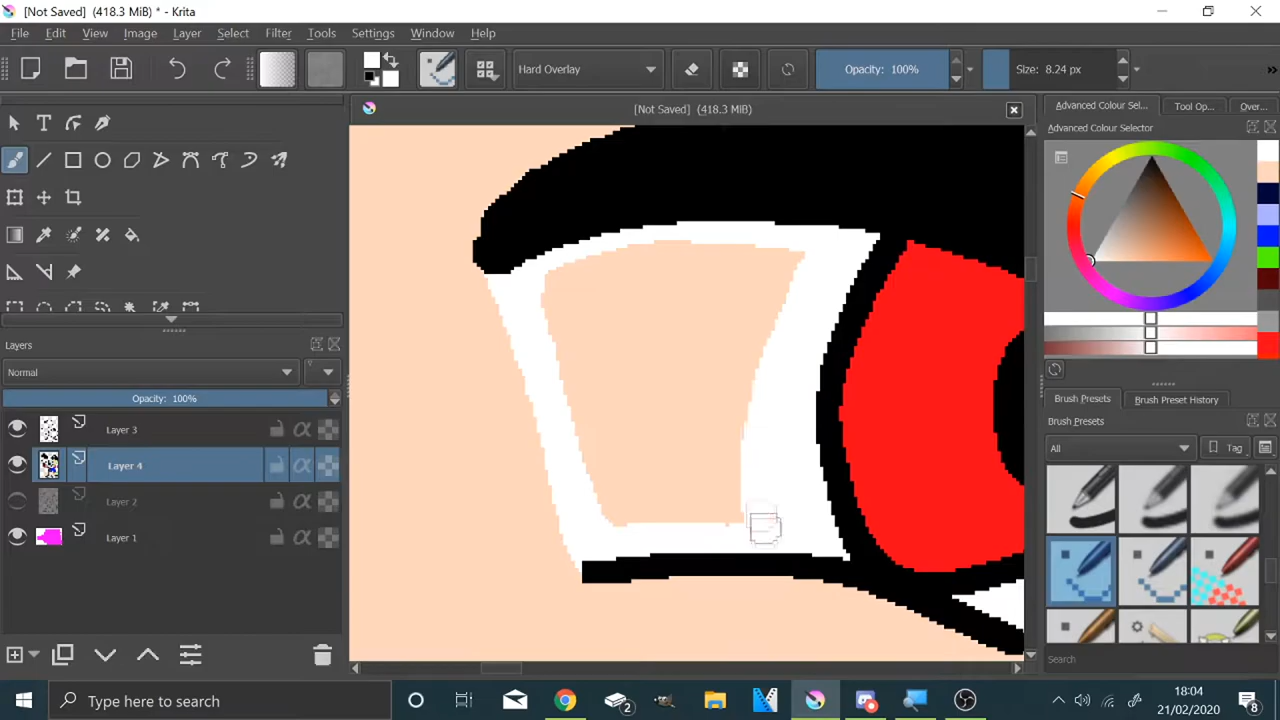 [Not Saved] (418.3 MiB) * - Krita
File Edit View Image Layer Select Filter Tools Settings Window Help
Hard Overlay
Opacity: 100%
Size: 8.24 px
»
[Not Saved] (418.3 MiB)
Advanced Colour Sel... Tool Op... Over...
Advanced Colour Selector
Layers
Normal
Opacity: 100%
Layer 3
Layer 4
Layer 2
Layer 1
Brush Presets Brush Preset History
Brush Presets
All
Tag
Search
Type here to search
2
18:04
21/02/2020
8